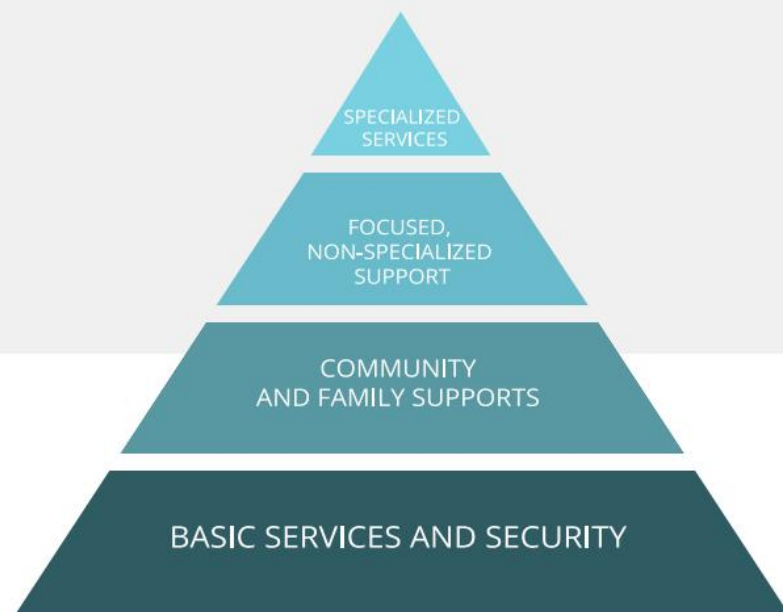 SPECIALIZED
SERVICES
FOCUSED,
NON-SPECIALIZED
SUPPORT
COMMUNITY
AND FAMILY SUPPORTS
BASIC SERVICES AND SECURITY